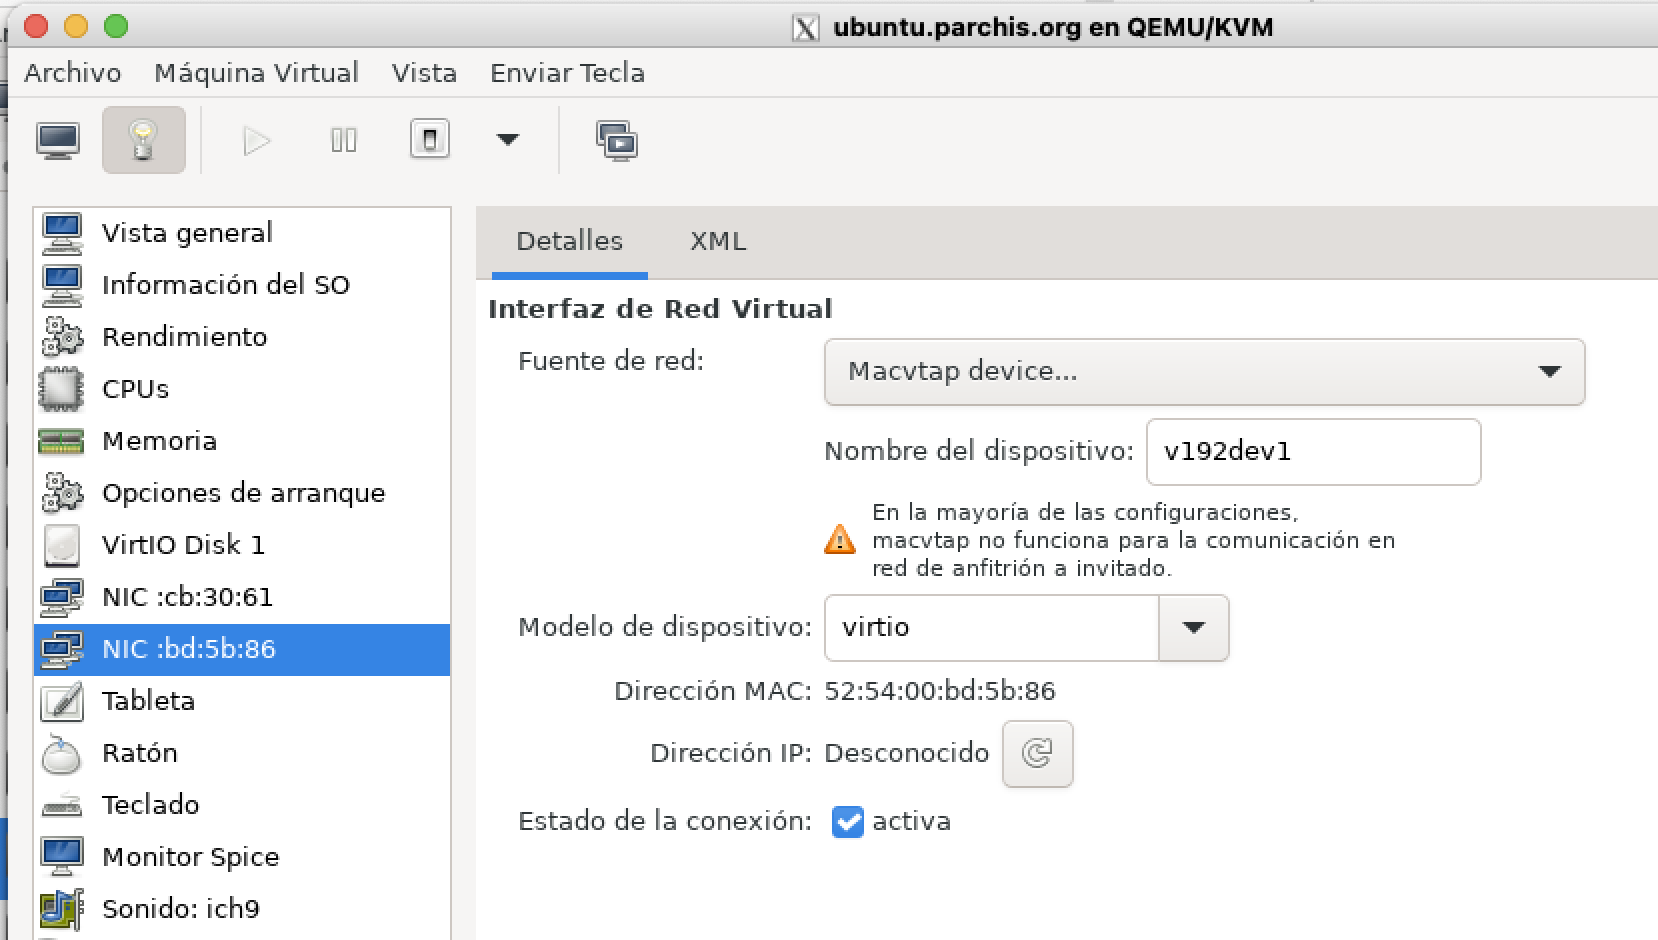 ubuntu.parchis.org en QEMU/KVM
Archivo Máquina Virtual Vista Enviar Tecla
Vista general
Información del SO
Rendimiento
CPUs
Memoria
Opciones de arranque
VirtIO Disk 1
NIC :cb:30:61
NIC :bd:5b:86
Tableta
Ratón
Teclado
Monitor Spice
Sonido: ich9
Detalles XML
Interfaz de Red Virtual
Fuente de red: Macvtap device...
Nombre del dispositivo: v192dev1
En la mayoría de las configuraciones,
macvtap no funciona para la comunicación en
red de anfitrión a invitado.
Modelo de dispositivo: virtio
Dirección MAC: 52:54:00:bd:5b:86
Dirección IP: Desconocido
Estado de la conexión: activa